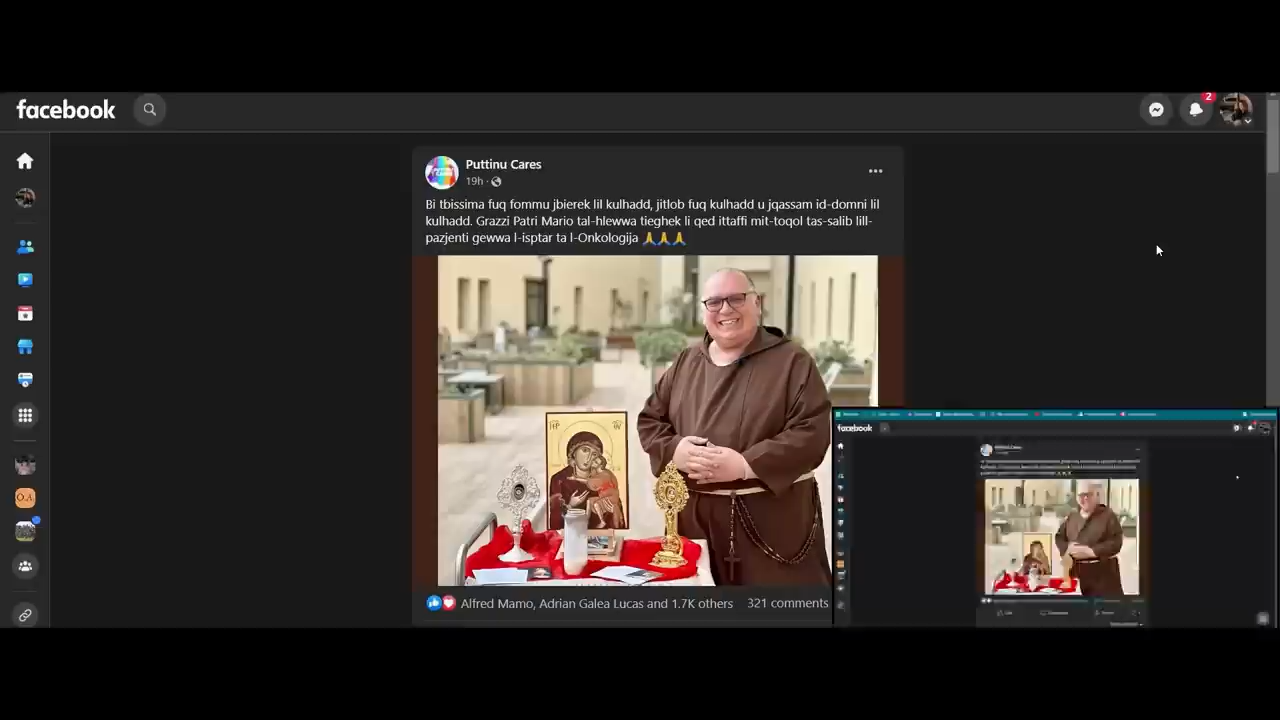 facebook
2
Puttinu Cares
19h ·
Bi tbissima fuq fommu jbierek lil kulhadd, jitlob fuq kulhadd u jqassam id-domni lil
kulhadd. Grazzi Patri Mario tal-hlewwa tieghek li qed ittaffi mit-toqol tas-salib lill-
pazjenti gewwa l-isptar ta l-Onkologija 🙏🙏🙏
Alfred Mamo, Adrian Galea Lucas and 1.7K others
321 comments
O.A
facebook